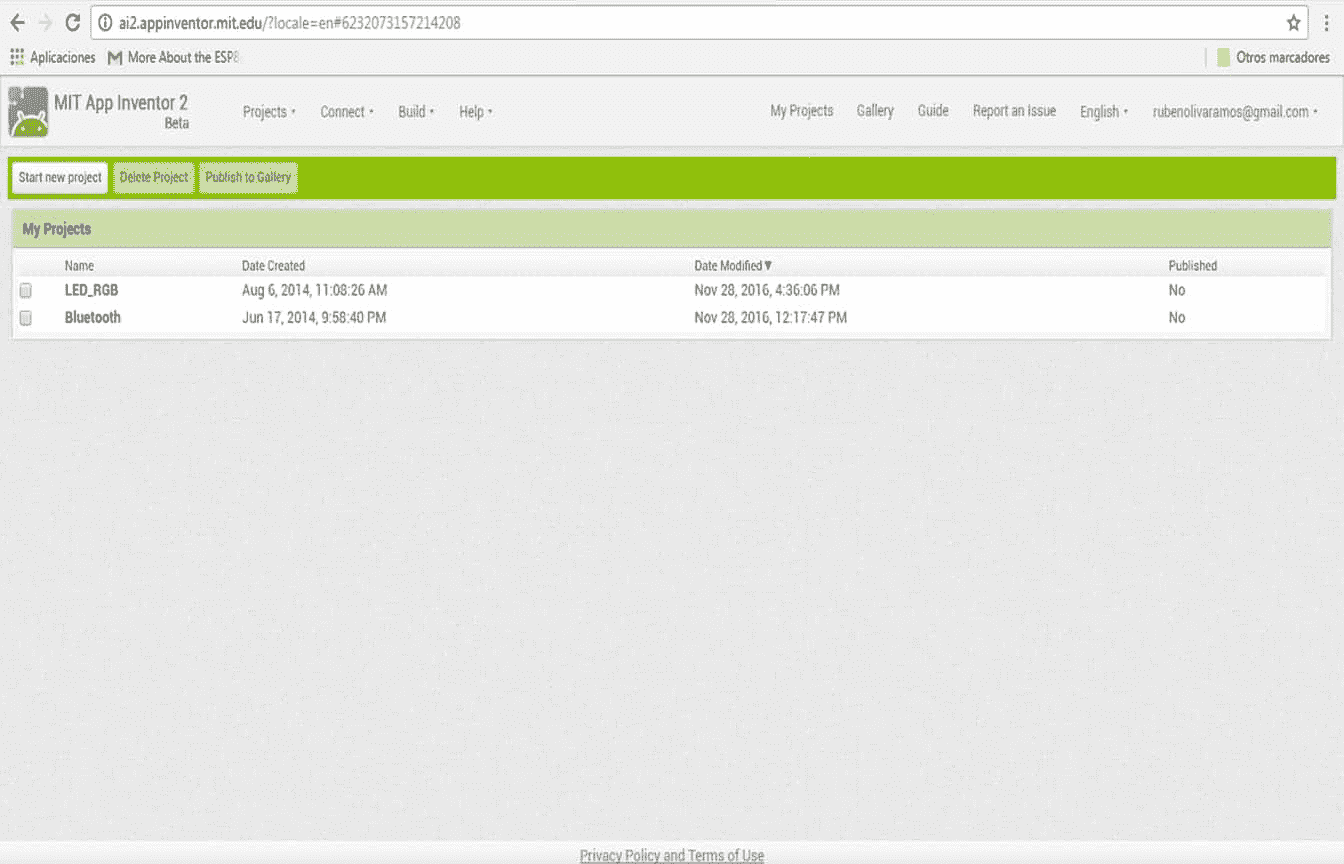 ai2.appinventor.mit.edu/?locale=en#6232073157214208
Aplicaciones More About the ESP8 Otros marcadores
MIT App Inventor 2
Beta
Projects Connect Build Help My Projects Gallery Guide Report an Issue English rubenolivaramos@gmail.com
Start new project Delete Project Publish to Gallery
My Projects
Name Date Created Date Modified▼ Published
LED_RGB Aug 6, 2014, 11:08:26 AM Nov 28, 2016, 4:36:06 PM No
Bluetooth Jun 17, 2014, 9:58:40 PM Nov 28, 2016, 12:17:47 PM No
Privacy Policy and Terms of Use